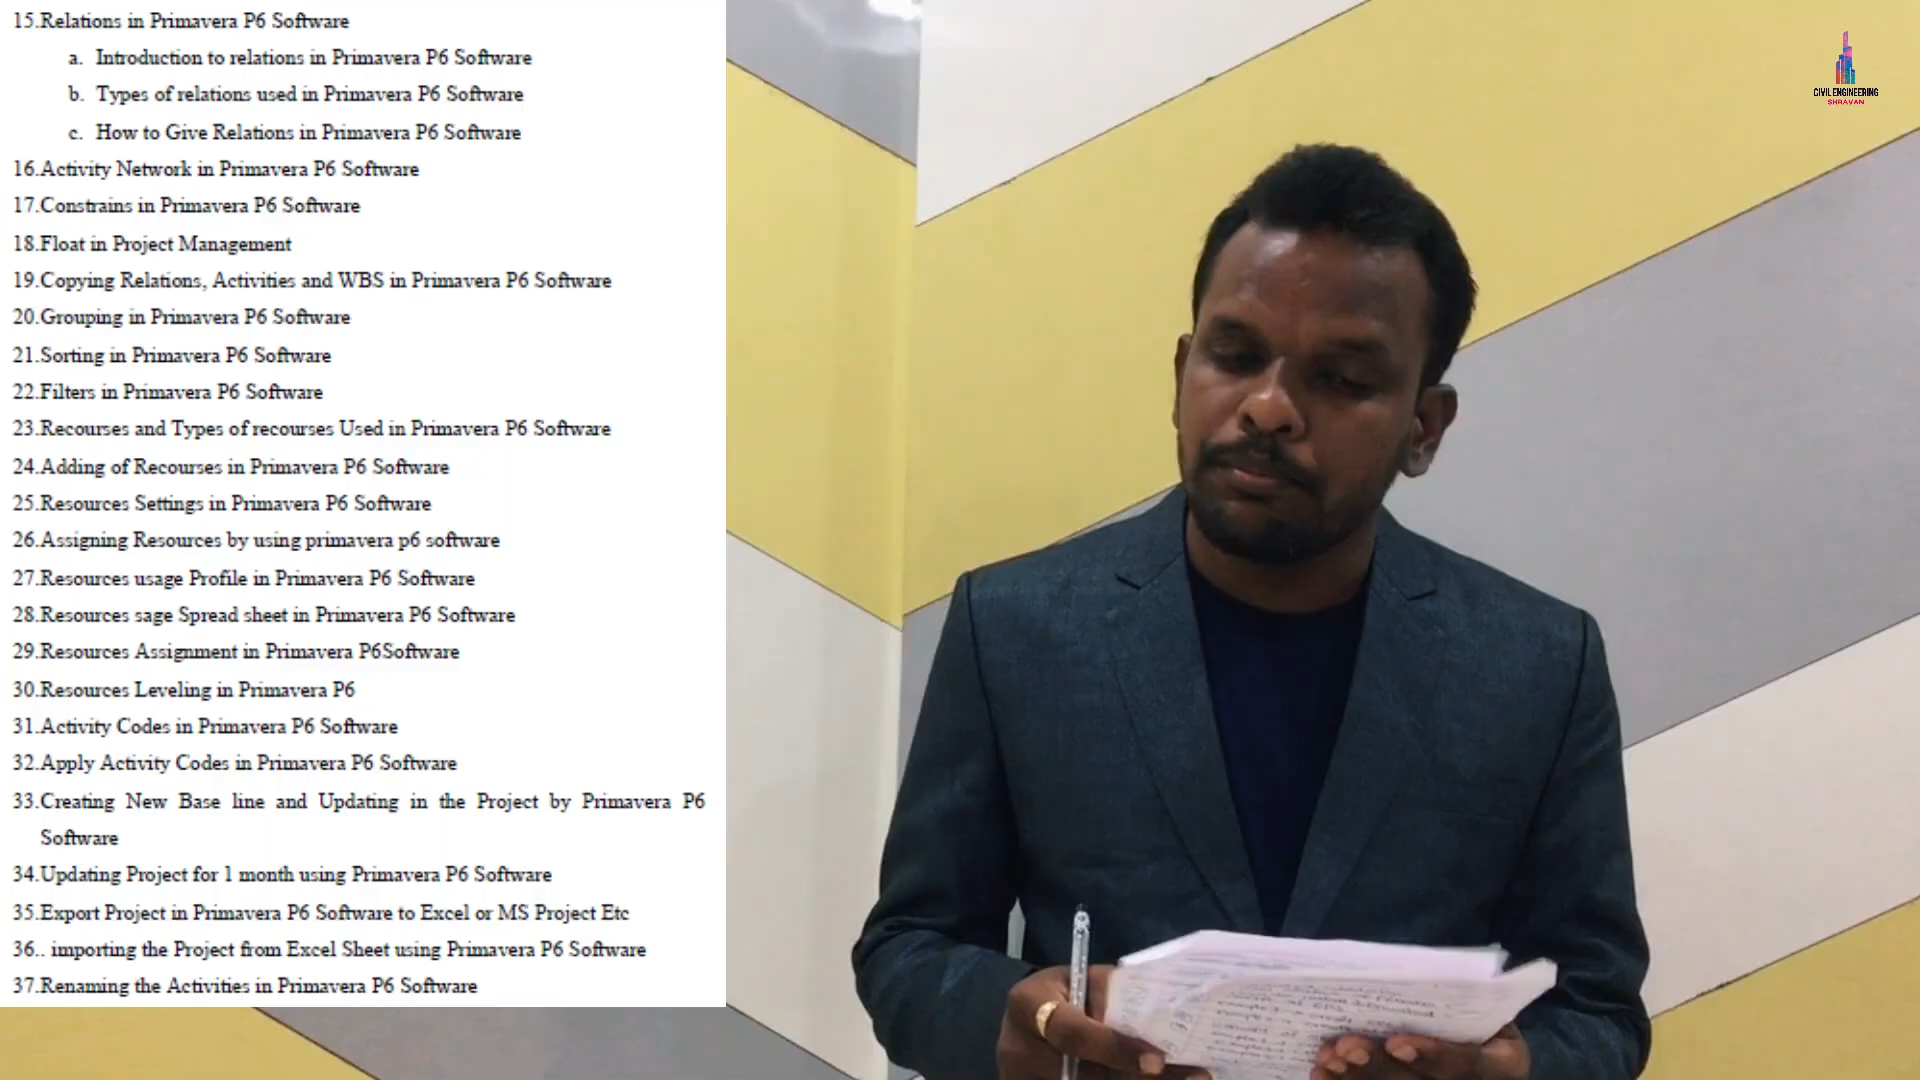 15.Relations in Primavera P6 Software
a. Introduction to relations in Primavera P6 Software
b. Types of relations used in Primavera P6 Software
c. How to Give Relations in Primavera P6 Software
16.Activity Network in Primavera P6 Software
17.Constrains in Primavera P6 Software
18.Float in Project Management
19.Copying Relations, Activities and WBS in Primavera P6 Software
20.Grouping in Primavera P6 Software
21.Sorting in Primavera P6 Software
22.Filters in Primavera P6 Software
23.Recourses and Types of recourses Used in Primavera P6 Software
24.Adding of Recourses in Primavera P6 Software
25.Resources Settings in Primavera P6 Software
26.Assigning Resources by using primavera p6 software
27.Resources usage Profile in Primavera P6 Software
28.Resources sage Spread sheet in Primavera P6 Software
29.Resources Assignment in Primavera P6Software
30.Resources Leveling in Primavera P6
31.Activity Codes in Primavera P6 Software
32.Apply Activity Codes in Primavera P6 Software
33.Creating New Base line and Updating in the Project by Primavera P6
Software
34.Updating Project for 1 month using Primavera P6 Software
35.Export Project in Primavera P6 Software to Excel or MS Project Etc
36.. importing the Project from Excel Sheet using Primavera P6 Software
37.Renaming the Activities in Primavera P6 Software
CIVIL ENGINEERING
SHRAVAN